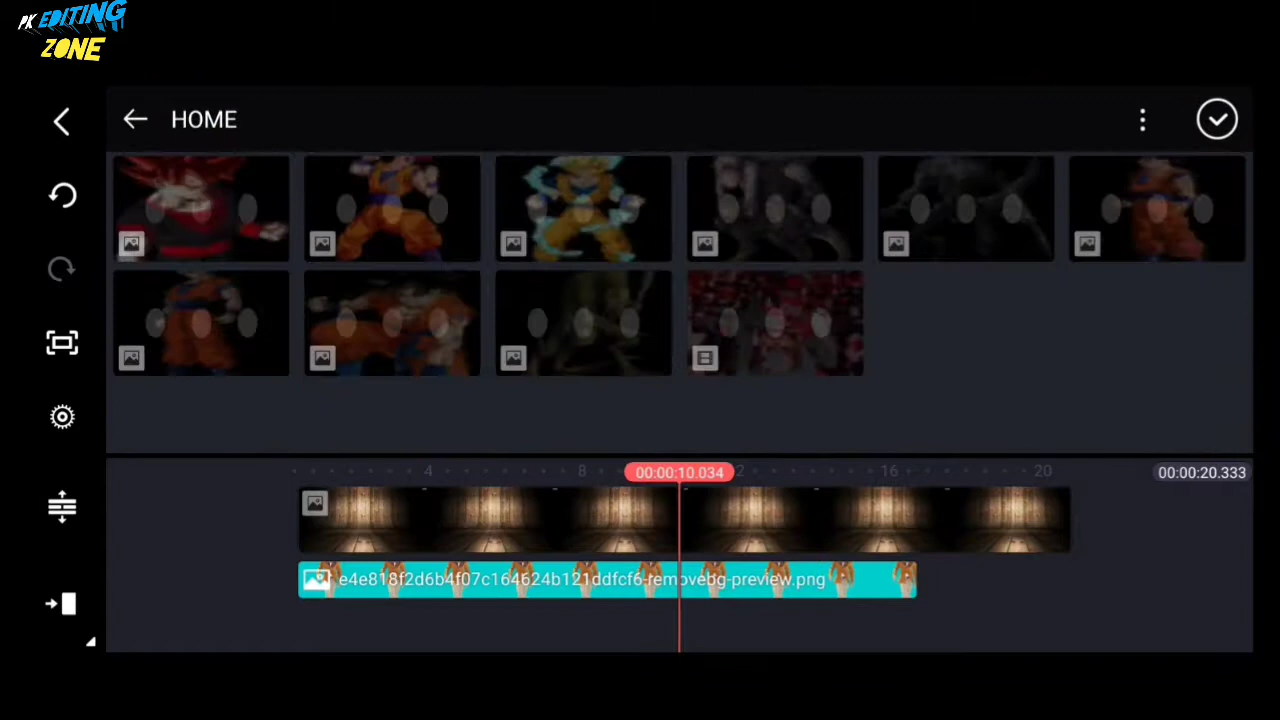 PK EDITING
ZONE
HOME
4
8
00:00:10.034
2
16
20
00:00:20.333
e4e818f2d6b4f07c164624b121ddfcf6-removebg-preview.png